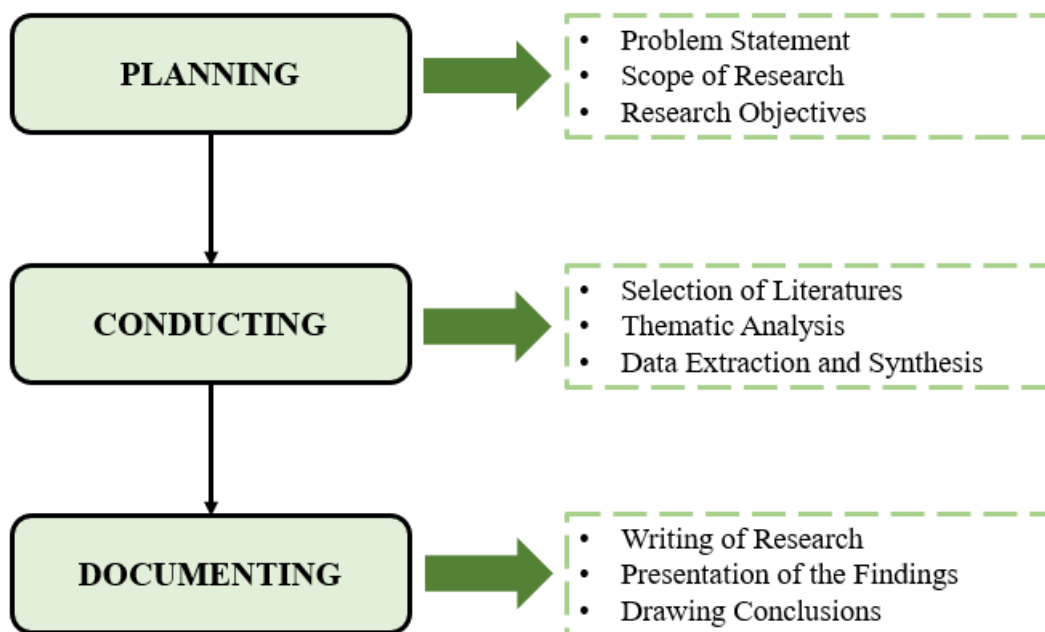 PLANNING
• Problem Statement
• Scope of Research
• Research Objectives
CONDUCTING
• Selection of Literatures
• Thematic Analysis
• Data Extraction and Synthesis
DOCUMENTING
• Writing of Research
• Presentation of the Findings
• Drawing Conclusions